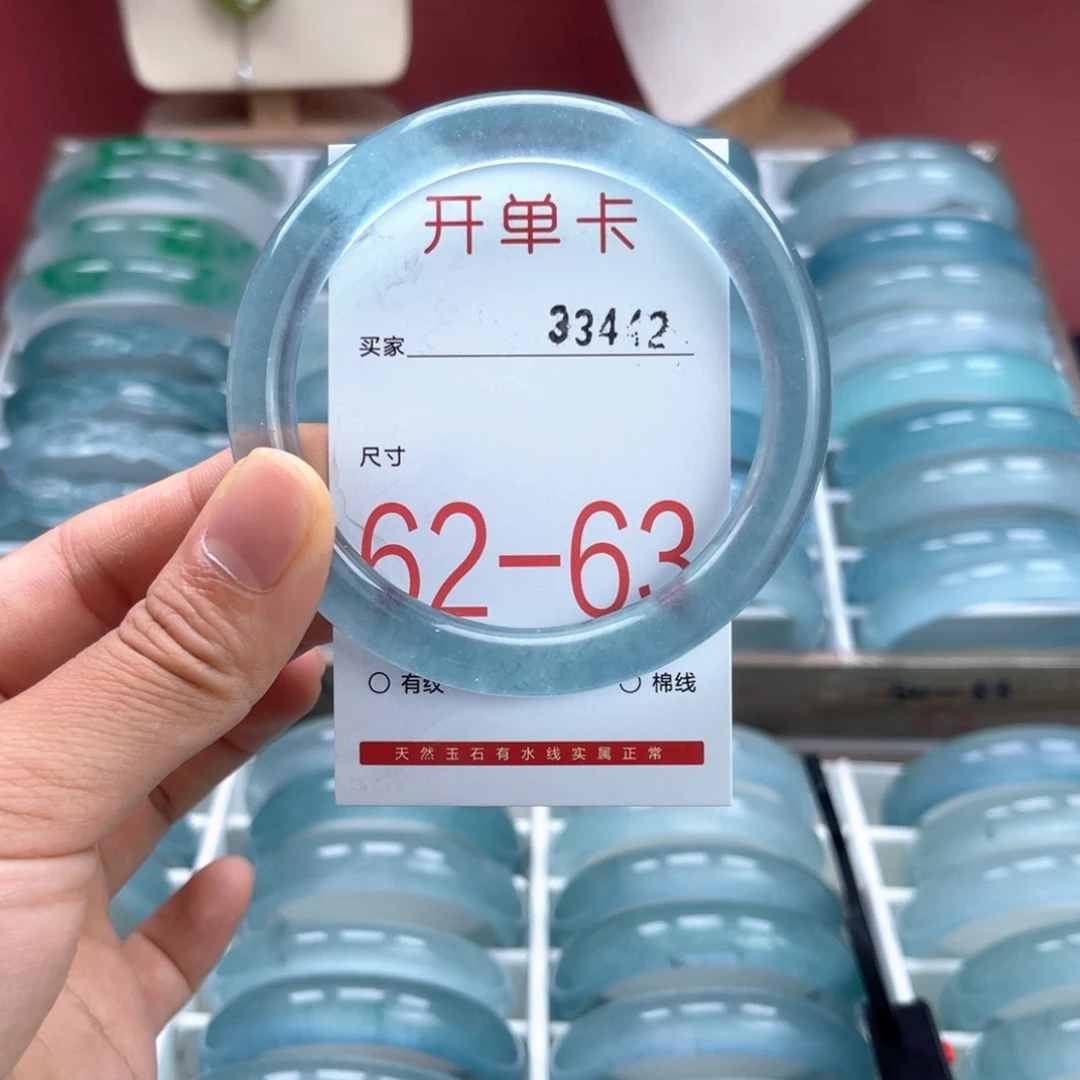 开单卡
买家 33442
尺寸
62-63
有纹 棉线
天然玉石有水线实属正常